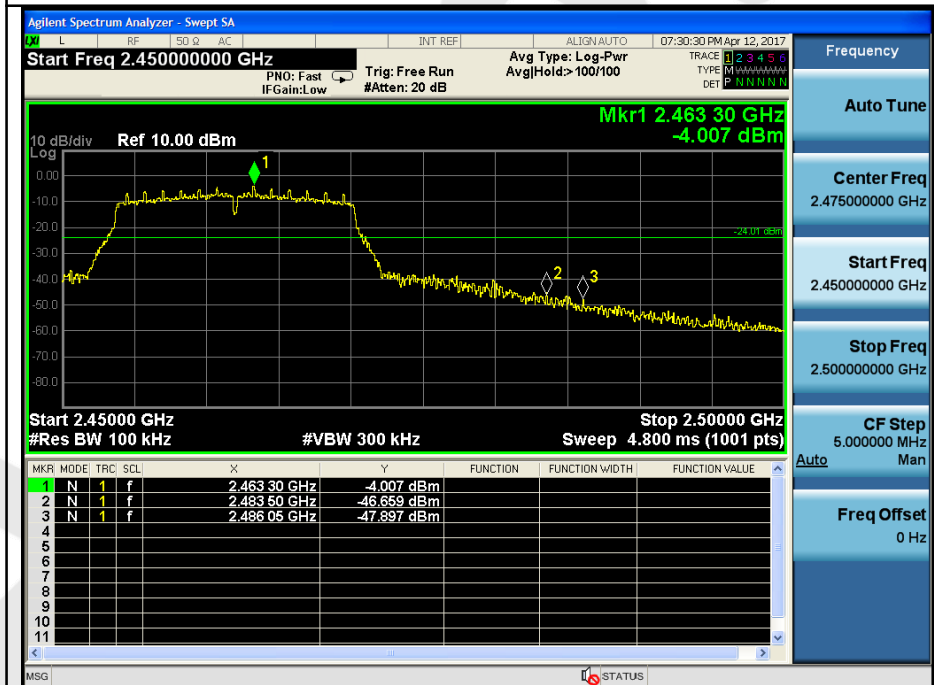 Agilent Spectrum Analyzer - Swept SA
LXI L RF 50 Ω AC INT REF ALIGN AUTO 07:30:30 PM Apr 12, 2017
Start Freq 2.450000000 GHz
PNO: Fast
IFGain:Low
Trig: Free Run
#Atten: 20 dB
Avg Type: Log-Pwr
Avg|Hold:>100/100
TRACE 1 2 3 4 5 6
TYPE M
DET P N N N N N
Mkr1 2.463 30 GHz
-4.007 dBm
10 dB/div Ref 10.00 dBm
Log
1
0.00
-10.0
-20.0
-24.01 dBm
-30.0
-40.0
2
3
-50.0
-60.0
-70.0
-80.0
Start 2.45000 GHz Stop 2.50000 GHz
#Res BW 100 kHz #VBW 300 kHz Sweep 4.800 ms (1001 pts)
MKR MODE TRC SCL X Y FUNCTION FUNCTION WIDTH FUNCTION VALUE
1 N 1 f 2.463 30 GHz -4.007 dBm
2 N 1 f 2.483 50 GHz -46.659 dBm
3 N 1 f 2.486 05 GHz -47.897 dBm
4
5
6
7
8
9
10
11
MSG STATUS
Frequency
Auto Tune
Center Freq
2.475000000 GHz
Start Freq
2.450000000 GHz
Stop Freq
2.500000000 GHz
CF Step
5.000000 MHz
Auto Man
Freq Offset
0 Hz